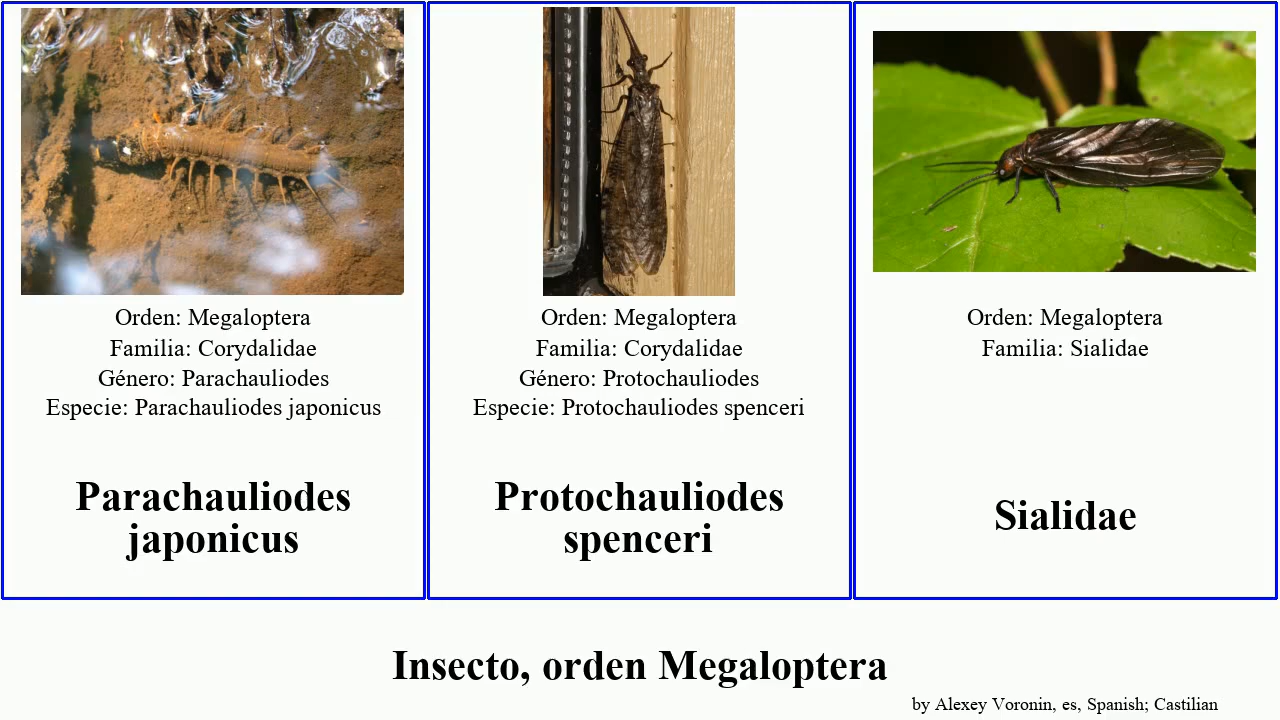 Orden: Megaloptera
Familia: Corydalidae
Género: Parachauliodes
Especie: Parachauliodes japonicus
Parachauliodes
japonicus
Orden: Megaloptera
Familia: Corydalidae
Género: Protochauliodes
Especie: Protochauliodes spenceri
Protochauliodes
spenceri
Orden: Megaloptera
Familia: Sialidae
Sialidae
Insecto, orden Megaloptera
by Alexey Voronin, es, Spanish; Castilian